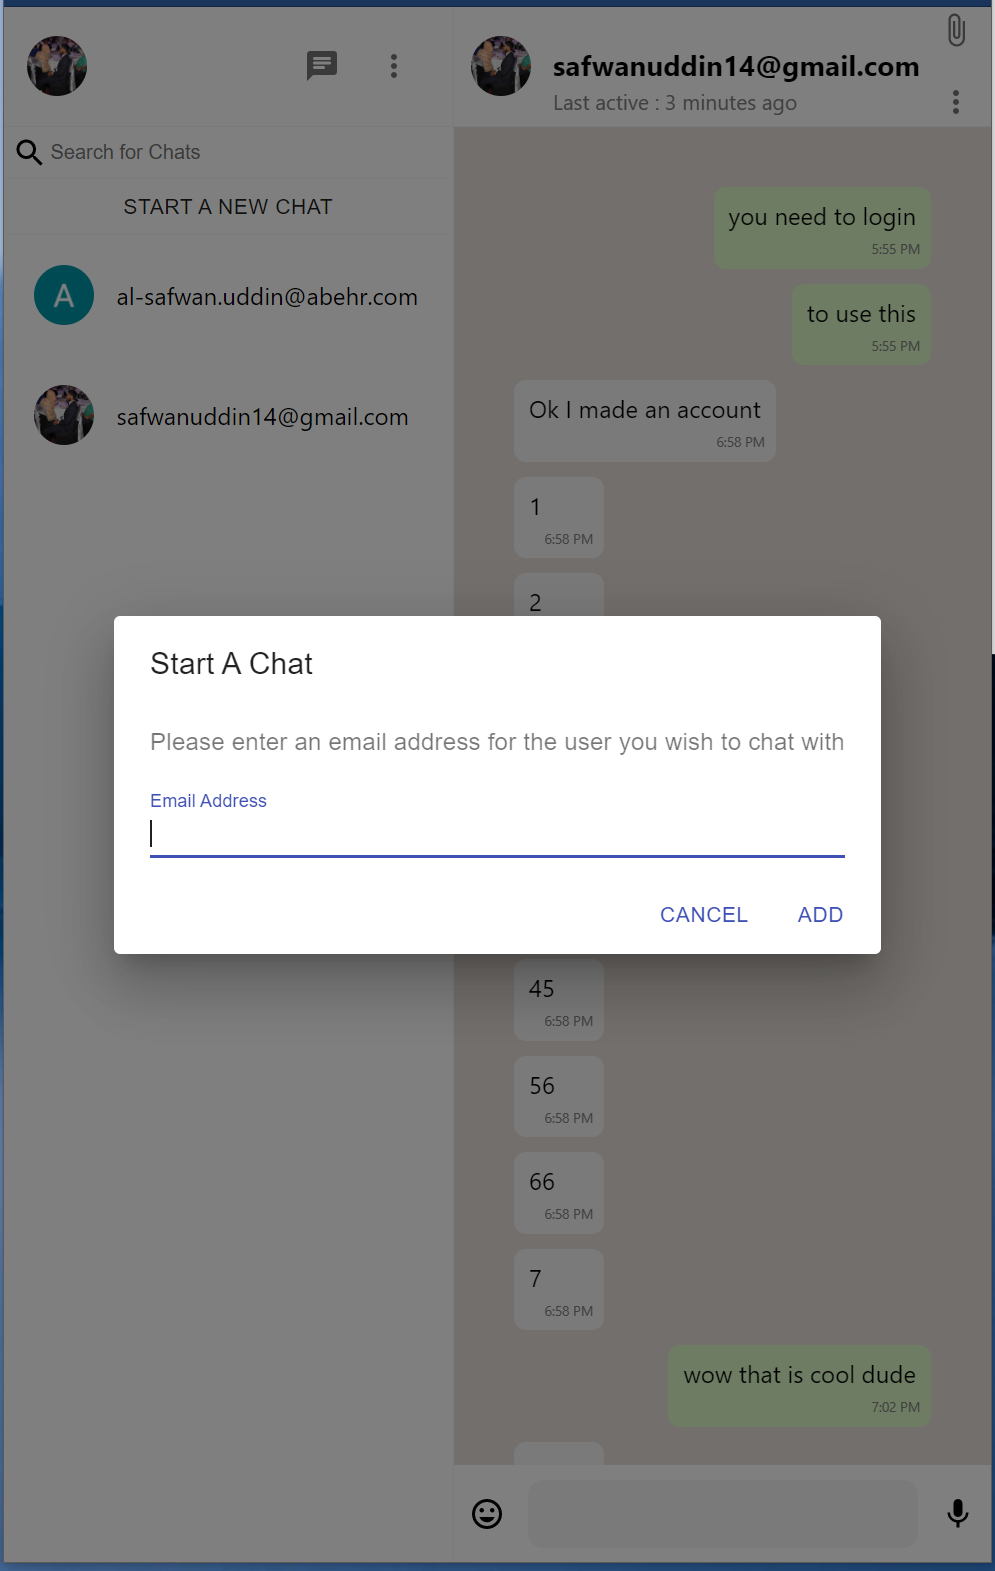 safwanuddin14@gmail.com
Last active : 3 minutes ago
Search for Chats
START A NEW CHAT
A
al-safwan.uddin@abehr.com
safwanuddin14@gmail.com
you need to login
5:55 PM
to use this
5:55 PM
Ok I made an account
6:58 PM
1
6:58 PM
2
Start A Chat
Please enter an email address for the user you wish to chat with
Email Address
CANCEL ADD
45
6:58 PM
56
6:58 PM
66
6:58 PM
7
6:58 PM
wow that is cool dude
7:02 PM